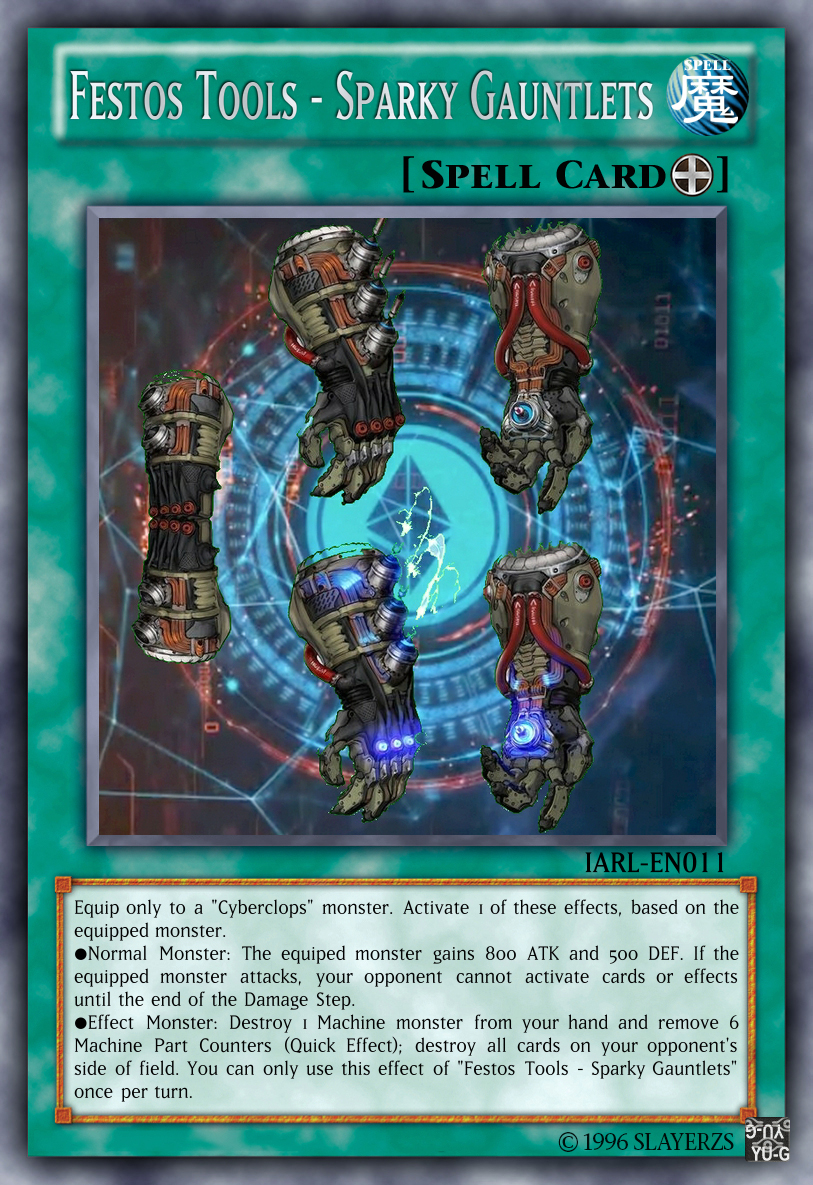 FESTOS TOOLS - SPARKY GAUNTLETS
SPELL
魔
[SPELL CARD]
IARL-EN011
Equip only to a "Cyberclops" monster. Activate 1 of these effects, based on the
equipped monster.
●Normal Monster: The equiped monster gains 800 ATK and 500 DEF. If the
equipped monster attacks, your opponent cannot activate cards or effects
until the end of the Damage Step.
●Effect Monster: Destroy 1 Machine monster from your hand and remove 6
Machine Part Counters (Quick Effect); destroy all cards on your opponent's
side of field. You can only use this effect of "Festos Tools - Sparky Gauntlets"
once per turn.
© 1996 SLAYERZS
YU-G
YU-G